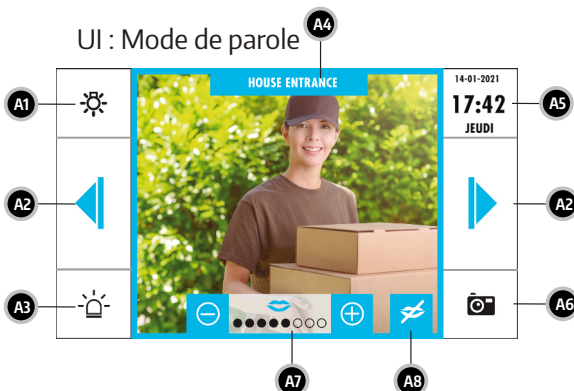 UI : Mode de parole
A4
HOUSE ENTRANCE
14-01-2021
17:42
JEUDI
A1
A5
A2
A2
A3
A6
A7
A8